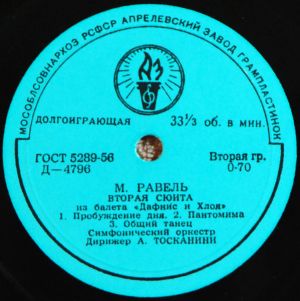 МОСОБЛСОВНАРХОЗ РСФСР АПРЕЛЕВСКИЙ ЗАВОД ГРАМПЛАСТИНОК
ДОЛГОИГРАЮЩАЯ 33⅓ об. в мин.
ГОСТ 5289-56 Вторая гр.
Д—4796 0-70
М. РАВЕЛЬ
ВТОРАЯ СЮИТА
из балета «Дафнис и Хлоя»
1. Пробуждение дня. 2. Пантомима
3. Общий танец
Симфонический оркестр
Дирижер А. ТОСКАНИНИ